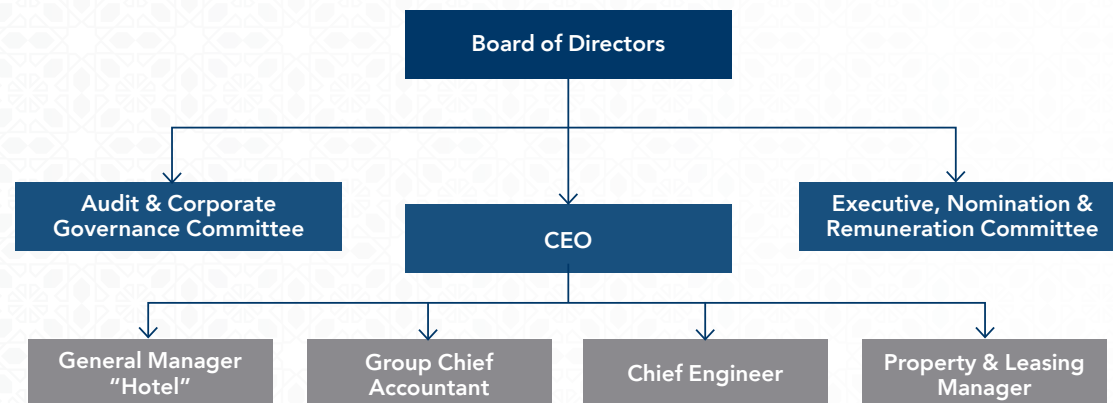 Board of Directors
Audit & Corporate
Governance Committee
CEO
Executive, Nomination &
Remuneration Committee
General Manager
“Hotel”
Group Chief
Accountant
Chief Engineer
Property & Leasing
Manager